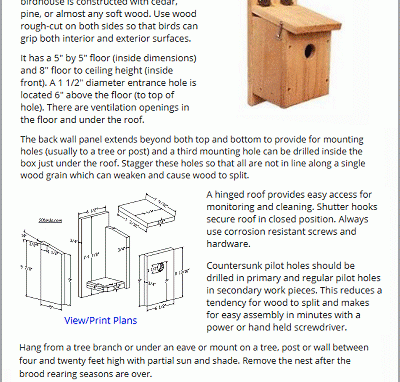 birdhouse is constructed with cedar,
pine, or almost any soft wood. Use wood
rough-cut on both sides so that birds can
grip both interior and exterior surfaces.
It has a 5" by 5" floor (inside dimensions)
and 8" floor to ceiling height (inside
front). A 1 1/2" diameter entrance hole is
located 6" above the floor (to top of
hole). There are ventilation openings in
the floor and under the roof.
The back wall panel extends beyond both top and bottom to provide for mounting
holes (usually to a tree or post) and a third mounting hole can be drilled inside the
box just under the roof. Stagger these holes so that all are not in line along a single
wood grain which can weaken and cause wood to split.
A hinged roof provides easy access for
monitoring and cleaning. Shutter hooks
secure roof in closed position. Always
use corrosion resistant screws and
hardware.
Countersunk pilot holes should be
drilled in primary and regular pilot holes
in secondary work pieces. This reduces a
tendency for wood to split and makes
for easy assembly in minutes with a
power or hand held screwdriver.
View/Print Plans
Hang from a tree branch or under an eave or mount on a tree, post or wall between
four and twenty feet high with partial sun and shade. Remove the nest after the
brood rearing seasons are over.